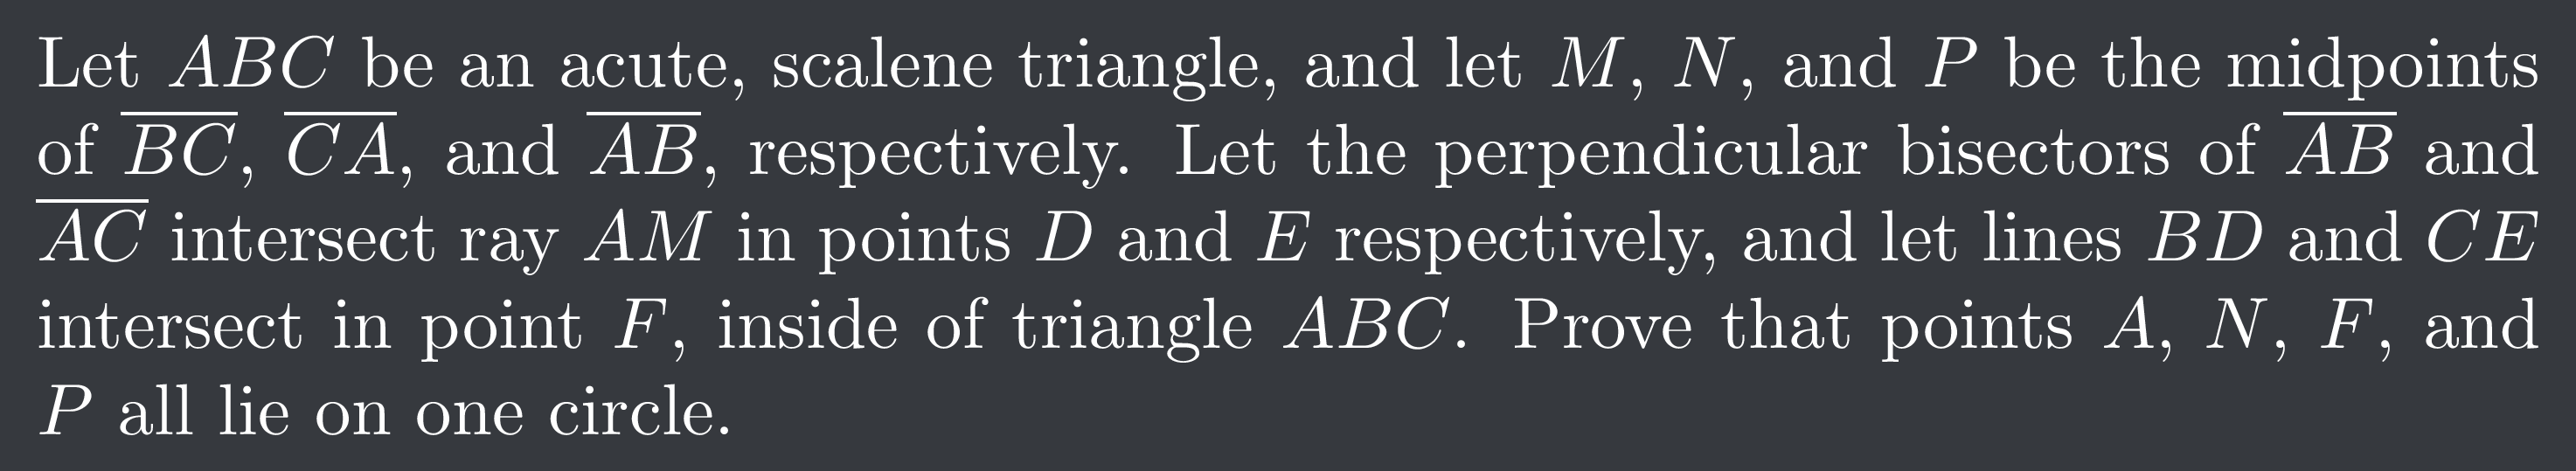 Let ABC be an acute, scalene triangle, and let M, N, and P be the midpoints
of \overline{BC}, \overline{CA}, and \overline{AB}, respectively. Let the perpendicular bisectors of \overline{AB} and
\overline{AC} intersect ray AM in points D and E respectively, and let lines BD and CE
intersect in point F, inside of triangle ABC. Prove that points A, N, F, and
P all lie on one circle.